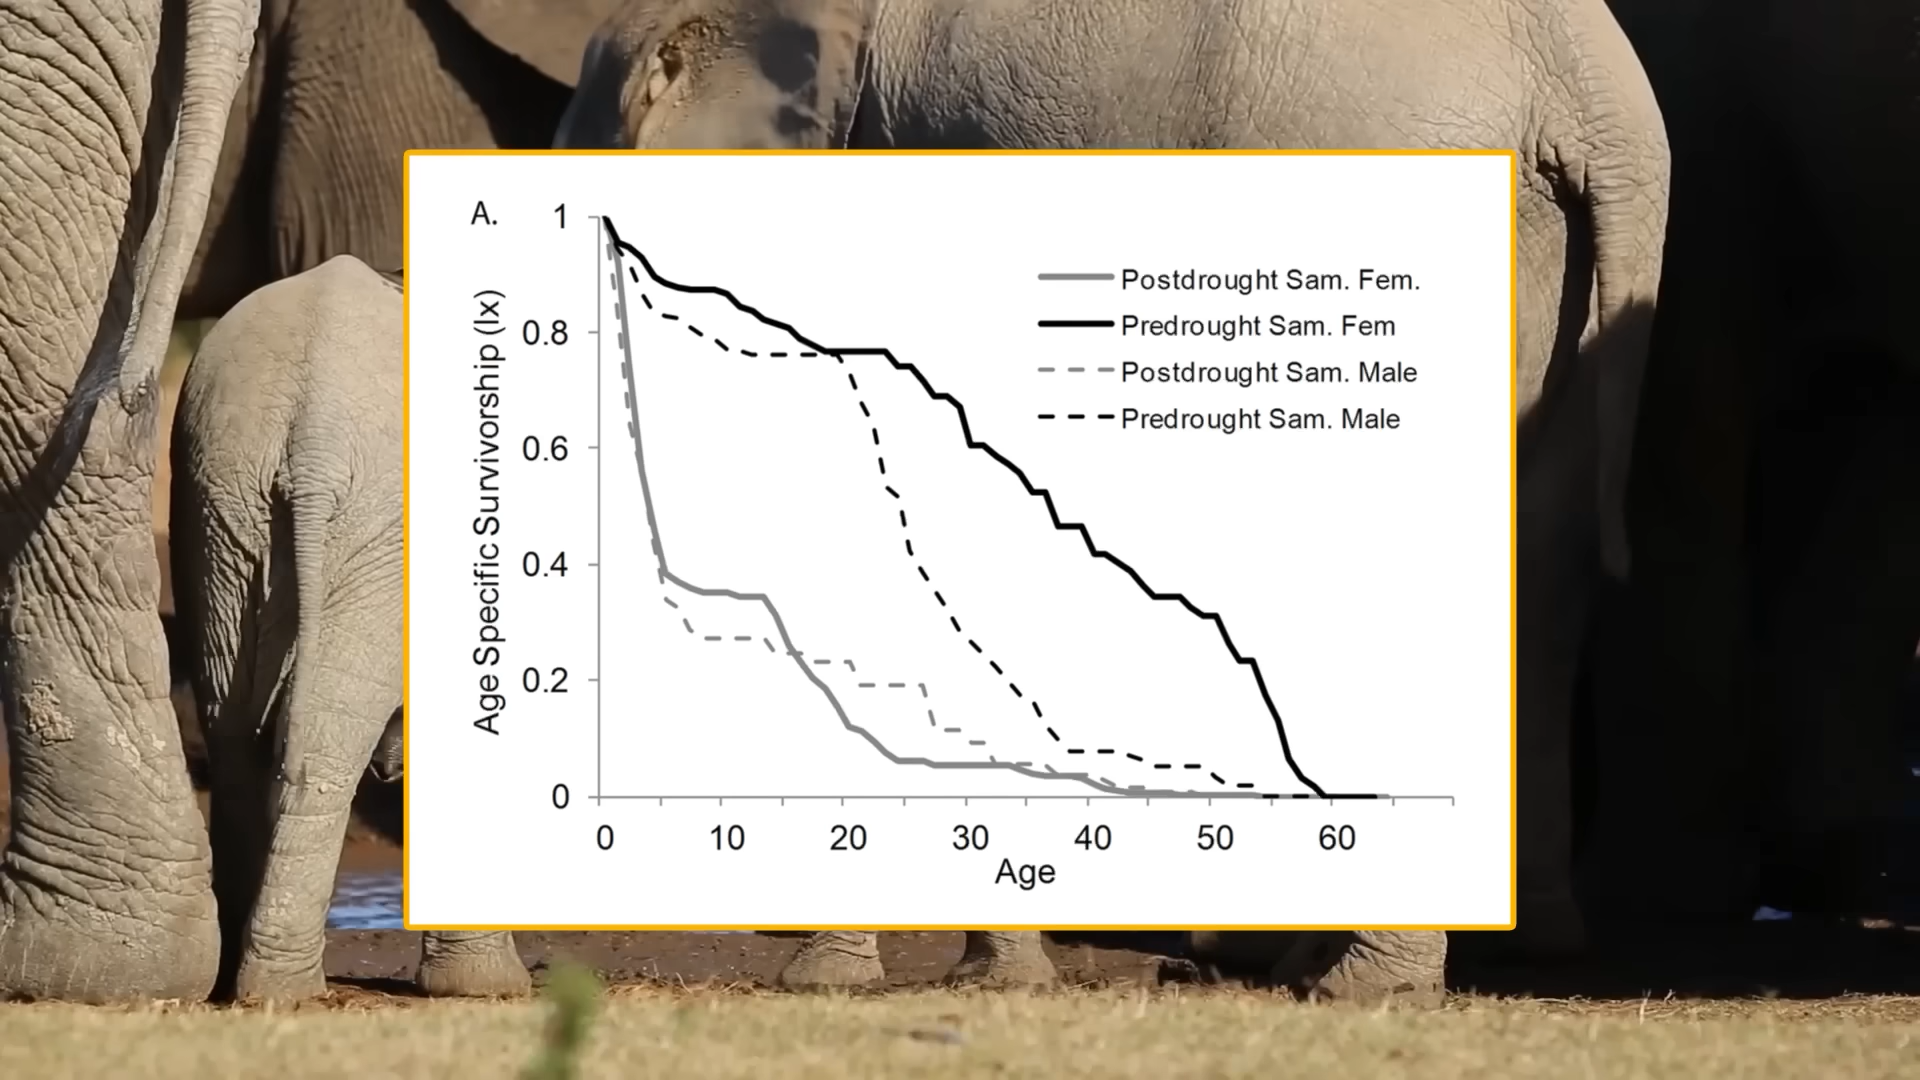 A.
1
0.8
0.6
0.4
0.2
0
Age Specific Survivorship (lx)
Postdrought Sam. Fem.
Predrought Sam. Fem
Postdrought Sam. Male
Predrought Sam. Male
0 10 20 30 40 50 60
Age